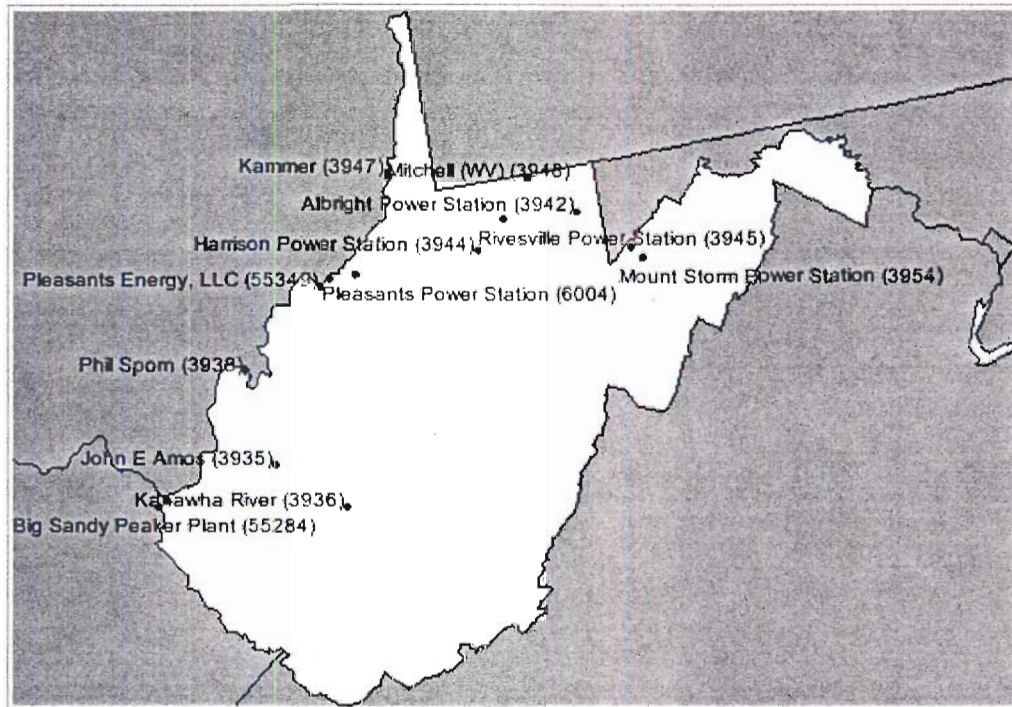 Kammer (3947)
Mitchell (WV) (3948)
Albright Power Station (3942)
Harrison Power Station (3944)
Rivesville Power Station (3945)
Pleasants Energy, LLC (55349)
Mount Storm Power Station (3954)
Pleasants Power Station (6004)
Phil Sporn (3938)
John E Amos (3935)
Kanawha River (3936)
Big Sandy Peaker Plant (55284)